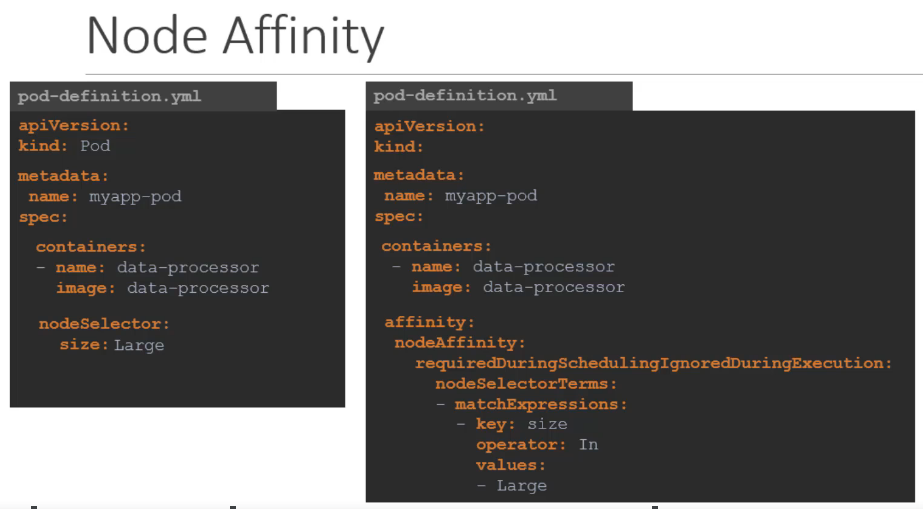 Node Affinity
pod-definition.yml
apiVersion:
kind: Pod
metadata:
name: myapp-pod
spec:
containers:
- name: data-processor
image: data-processor
nodeSelector:
size: Large
pod-definition.yml
apiVersion:
kind:
metadata:
name: myapp-pod
spec:
containers:
- name: data-processor
image: data-processor
affinity:
nodeAffinity:
requiredDuringSchedulingIgnoredDuringExecution:
nodeSelectorTerms:
- matchExpressions:
- key: size
operator: In
values:
- Large